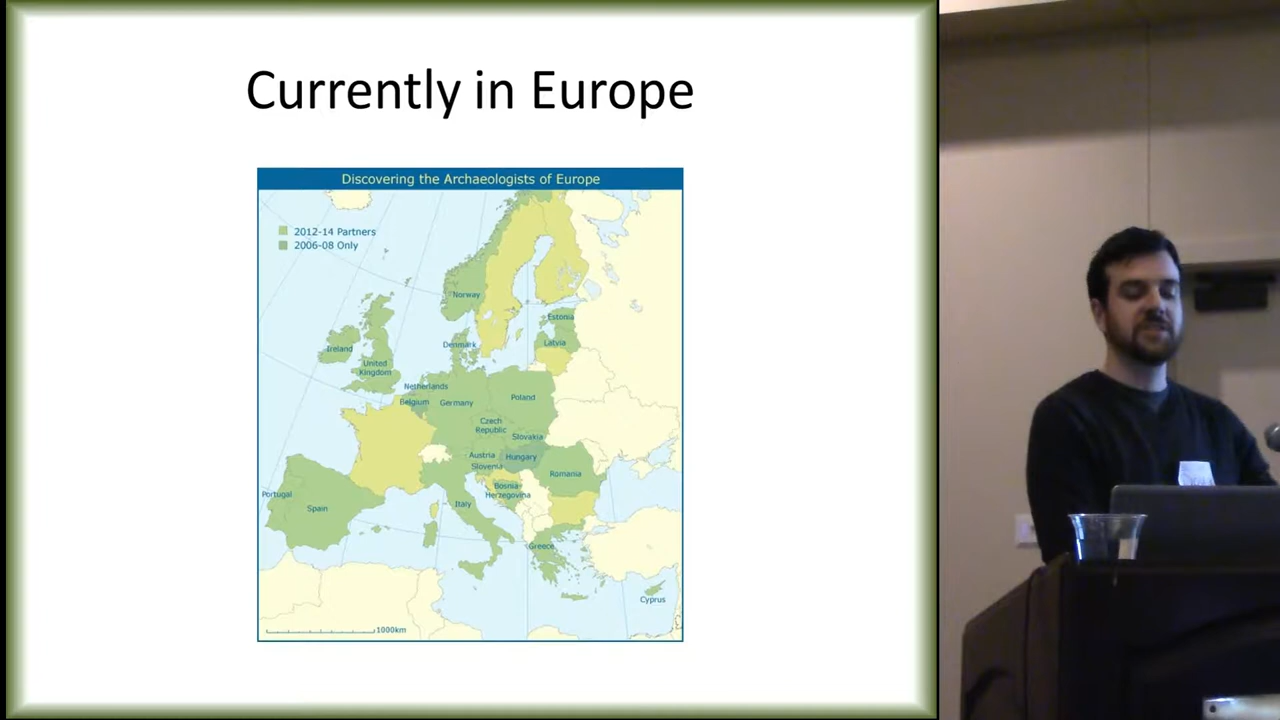 Currently in Europe
Discovering the Archaeologists of Europe
2012-14 Partners
2006-08 Only
Norway
Estonia
Latvia
Denmark
Ireland
United
Kingdom
Netherlands
Belgium
Germany
Poland
Czech
Republic
Slovakia
Austria
Hungary
Slovenia
Romania
Bosnia
Herzegovina
Portugal
Spain
Italy
Greece
Cyprus
1000km